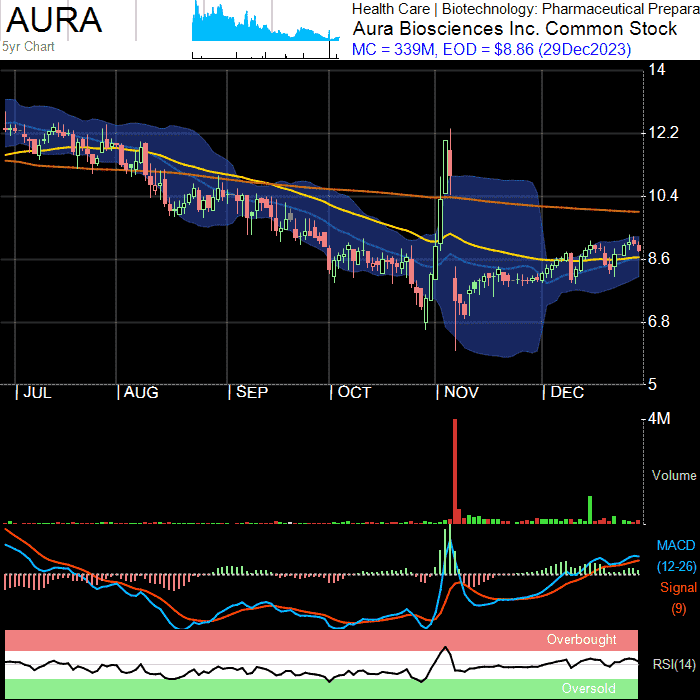 AURA
5yr Chart
Health Care | Biotechnology: Pharmaceutical Prepara
Aura Biosciences Inc. Common Stock
MC = 339M, EOD = $8.86 (29Dec2023)
14
12.2
10.4
8.6
6.8
5
| JUL | AUG | SEP | OCT | NOV | DEC
4M
Volume
MACD
(12-26)
Signal
(9)
Overbought
RSI(14)
Oversold